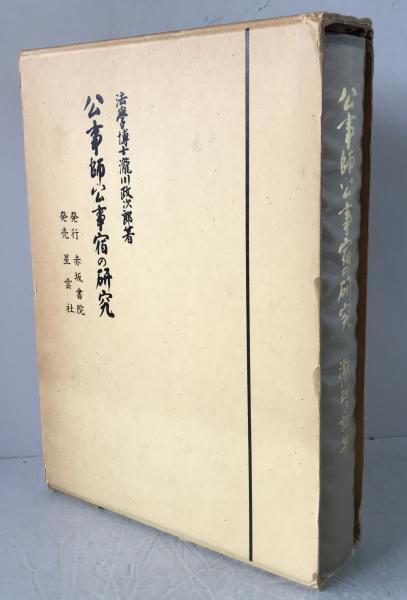 法學博士瀧川政次郎著
公事師・公事宿の研究
発行 赤坂書院
発売 星雲社
公事師公事宿の研究 瀧川政次郎著